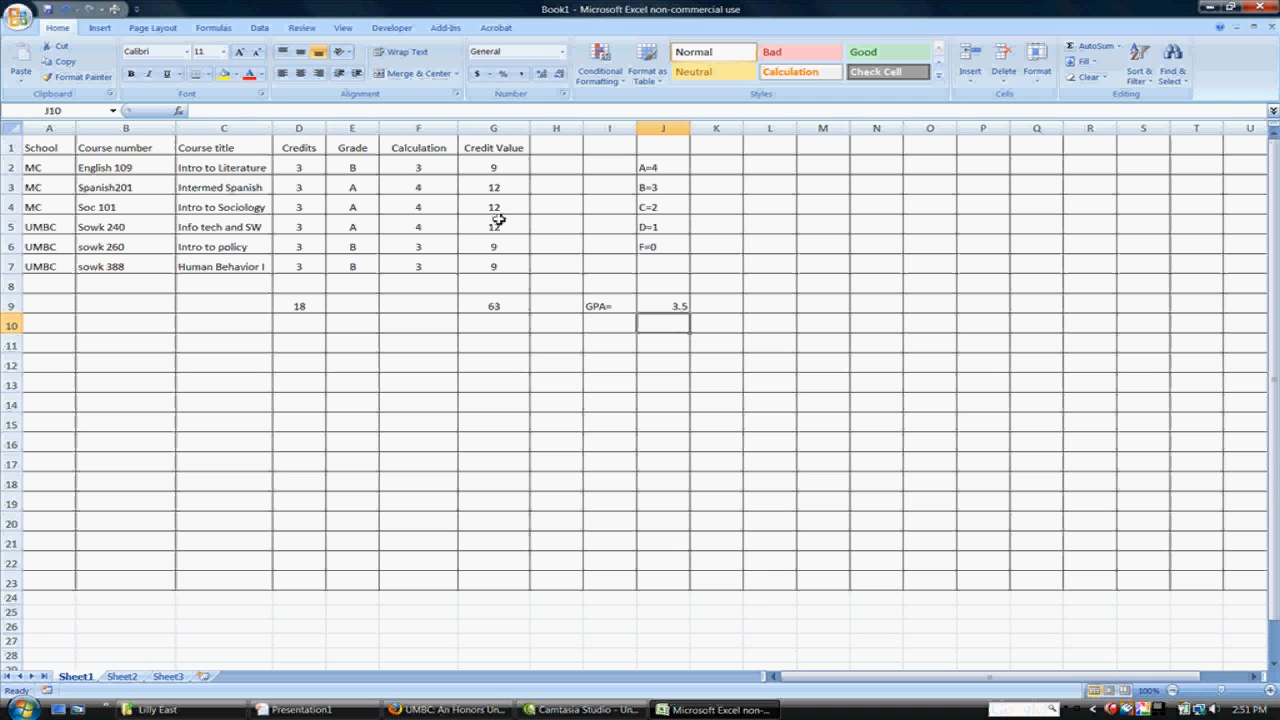 Book1 - Microsoft Excel non-commercial use
Home Insert Page Layout Formulas Data Review View Developer Add-Ins Acrobat
Cut Calibri 11 Wrap Text General Normal Bad Good AutoSum
Copy Fill
Paste Format Painter Merge & Center Conditional Formatting Format as Table Neutral Calculation Check Cell Insert Delete Format Clear Sort & Filter Find & Select
Clipboard Font Alignment Number Styles Cells Editing
J10
A B C D E F G H I J K L M N O P Q R S T U
1 School Course number Course title Credits Grade Calculation Credit Value
2 MC English 109 Intro to Literature 3 B 3 9 A=4
3 MC Spanish201 Intermed Spanish 3 A 4 12 B=3
4 MC Soc 101 Intro to Sociology 3 A 4 12 C=2
5 UMBC Sowk 240 Info tech and SW 3 A 4 12 D=1
6 UMBC sowk 260 Intro to policy 3 B 3 9 F=0
7 UMBC sowk 388 Human Behavior I 3 B 3 9
8
9 18 63 GPA= 3.5
10
11
12
13
14
15
16
17
18
19
20
21
22
23
24
25
26
27
28
29
Sheet1 Sheet2 Sheet3
Ready 100%
Lilly East Presentation1 UMBC: An Honors Un... Camtasia Studio - Un... Microsoft Excel non-... 2:51 PM